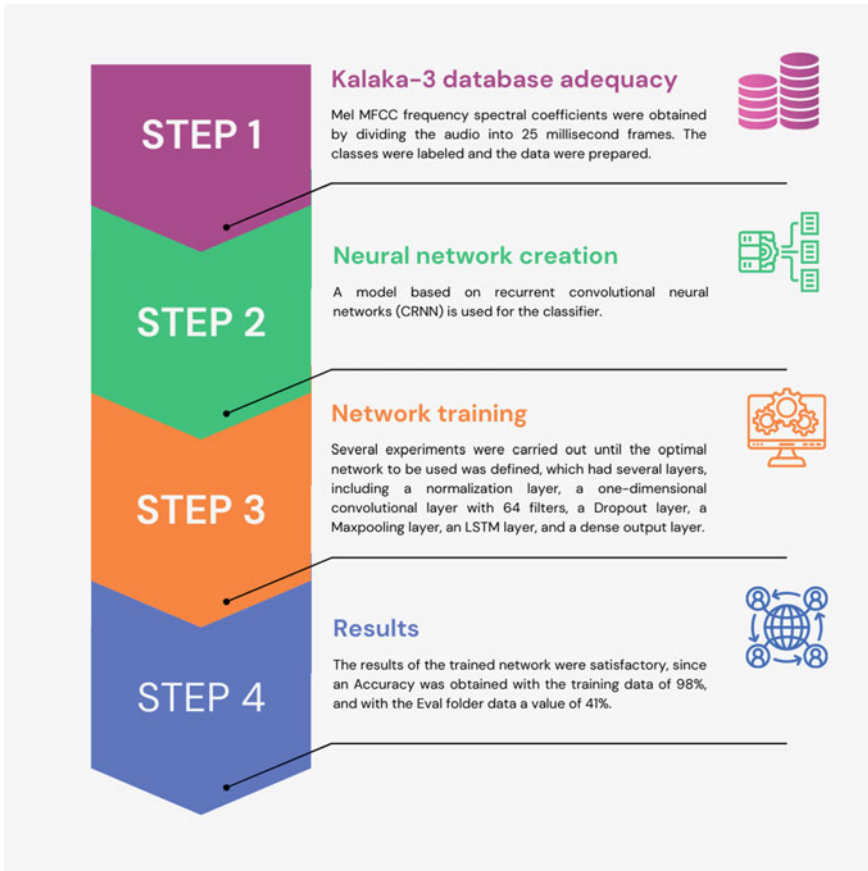 STEP 1
Kalaka-3 database adequacy
Mel MFCC frequency spectral coefficients were obtained
by dividing the audio into 25 millisecond frames. The
classes were labeled and the data were prepared.
STEP 2
Neural network creation
A model based on recurrent convolutional neural
networks (CRNN) is used for the classifier.
STEP 3
Network training
Several experiments were carried out until the optimal
network to be used was defined, which had several layers,
including a normalization layer, a one-dimensional
convolutional layer with 64 filters, a Dropout layer, a
Maxpooling layer, an LSTM layer, and a dense output layer.
STEP 4
Results
The results of the trained network were satisfactory, since
an Accuracy was obtained with the training data of 98%,
and with the Eval folder data a value of 41%.